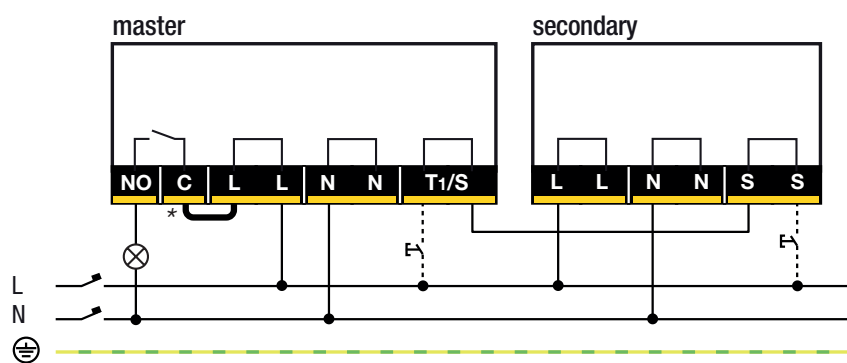 master
secondary
NO C L L N N T1/S
L L N N S S
*
L
N